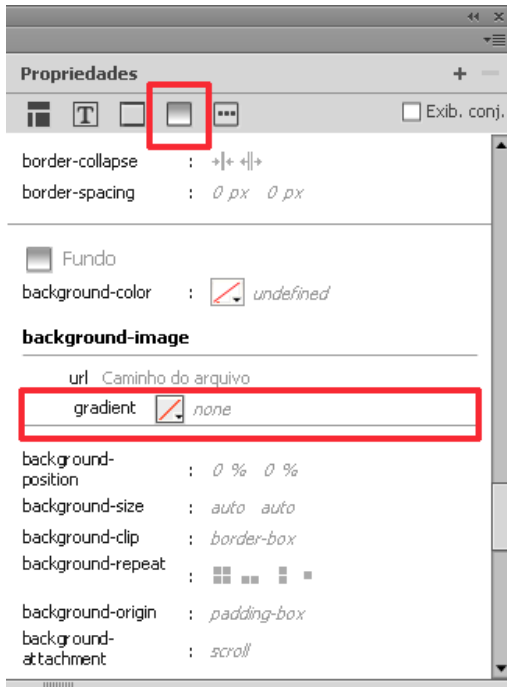 Propriedades
T
Exib. conj.
border-collapse :
border-spacing : 0 px 0 px
Fundo
background-color : undefined
background-image
url Caminho do arquivo
gradient none
background-
position : 0 % 0 %
background-size : auto auto
background-clip : border-box
background-repeat :
background-origin : padding-box
background-
attachment : scroll